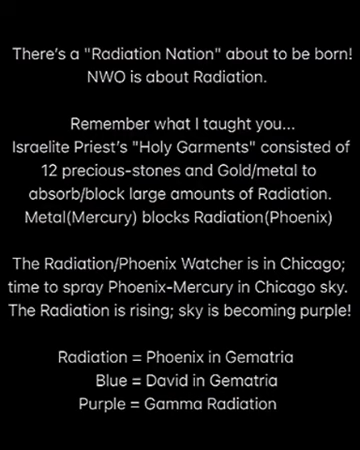 There's a "Radiation Nation" about to be born!
NWO is about Radiation.
Remember what I taught you...
Israelite Priest's "Holy Garments" consisted of
12 precious-stones and Gold/metal to
absorb/block large amounts of Radiation.
Metal(Mercury) blocks Radiation(Phoenix)
The Radiation/Phoenix Watcher is in Chicago;
time to spray Phoenix-Mercury in Chicago sky.
The Radiation is rising; sky is becoming purple!
Radiation = Phoenix in Gematria
Blue = David in Gematria
Purple = Gamma Radiation